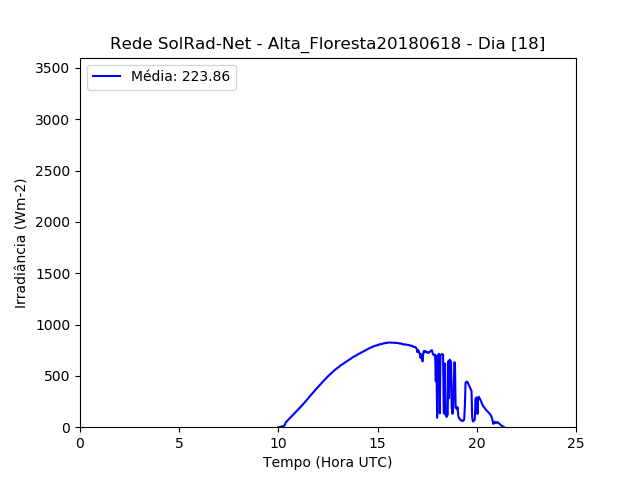 Rede SolRad-Net - Alta_Floresta20180618 - Dia [18]
Média: 223.86
3500
3000
2500
2000
1500
1000
500
0
Irradiância (Wm-2)
0 5 10 15 20 25
Tempo (Hora UTC)